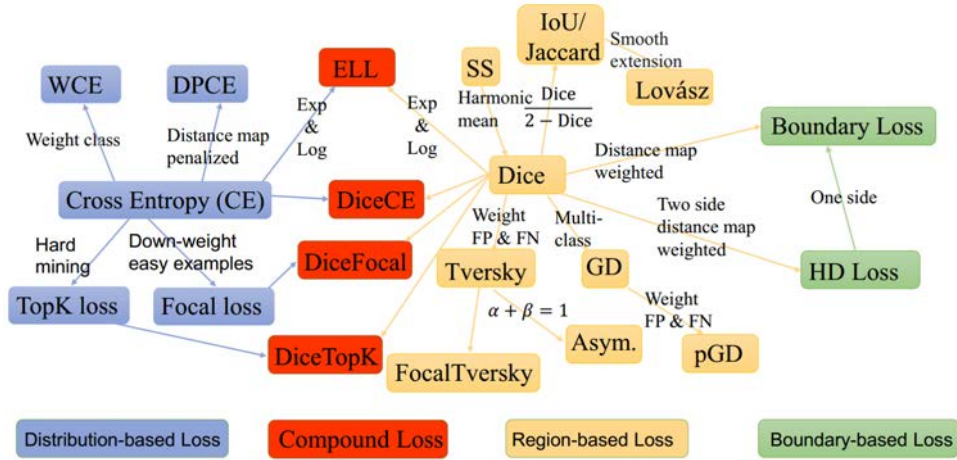 IoU/
Jaccard
Smooth
extension
Lovász
WCE
DPCE
ELL
SS
Harmonic
mean
Dice
2 − Dice
Weight class
Distance map
penalized
Exp
&
Log
Exp
&
Log
Boundary Loss
Distance map
weighted
Cross Entropy (CE)
DiceCE
Dice
One side
Hard
mining
Down-weight
easy examples
DiceFocal
Weight
FP & FN
Multi-
class
Two side
distance map
weighted
TopK loss
Focal loss
Tversky
GD
HD Loss
α + β = 1
Weight
FP & FN
DiceTopK
FocalTversky
Asym.
pGD
Distribution-based Loss
Compound Loss
Region-based Loss
Boundary-based Loss